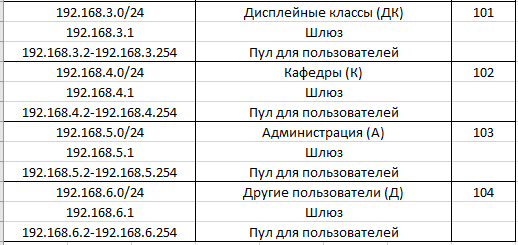 192.168.3.0/24 Дисплейные классы (ДК) 101
192.168.3.1 Шлюз
192.168.3.2-192.168.3.254 Пул для пользователей
192.168.4.0/24 Кафедры (К) 102
192.168.4.1 Шлюз
192.168.4.2-192.168.4.254 Пул для пользователей
192.168.5.0/24 Администрация (А) 103
192.168.5.1 Шлюз
192.168.5.2-192.168.5.254 Пул для пользователей
192.168.6.0/24 Другие пользователи (Д) 104
192.168.6.1 Шлюз
192.168.6.2-192.168.6.254 Пул для пользователей